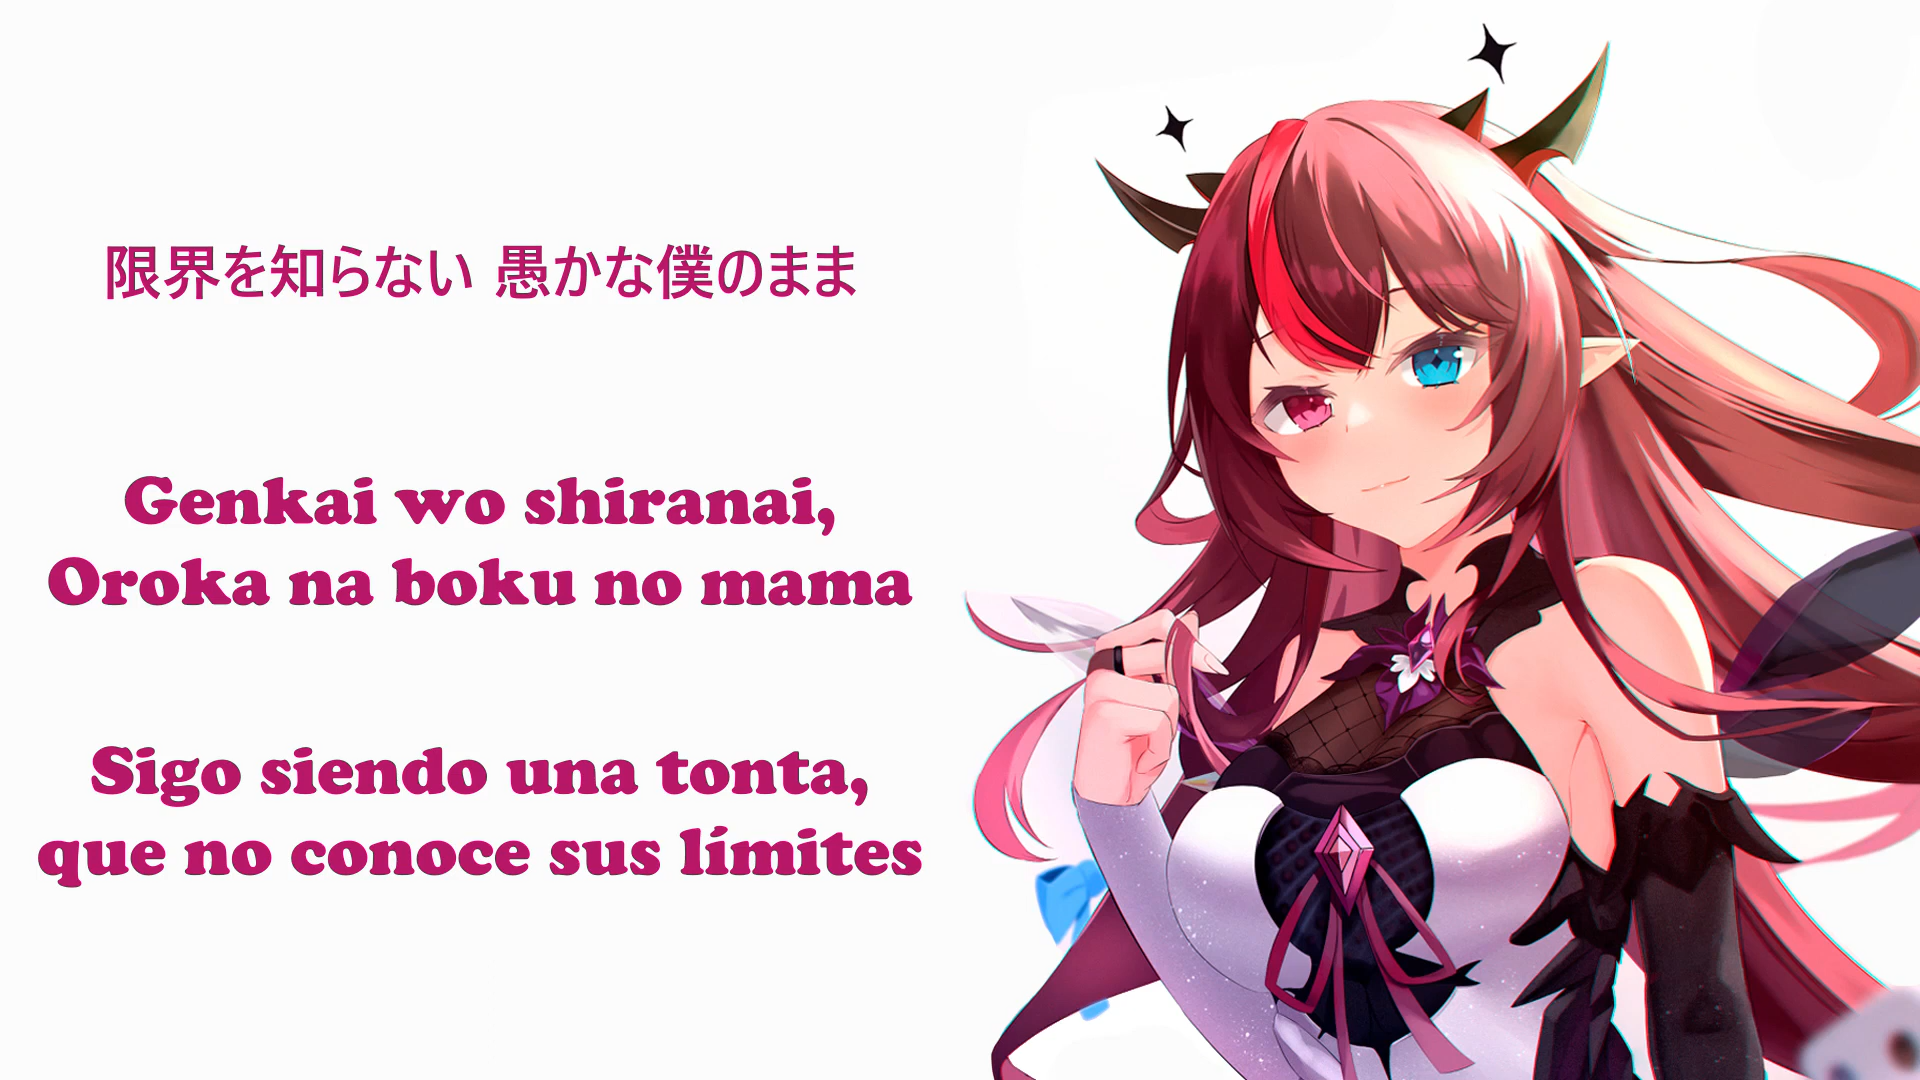 限界を知らない 愚かな僕のまま
Genkai wo shiranai,
Oroka na boku no mama
Sigo siendo una tonta,
que no conoce sus límites